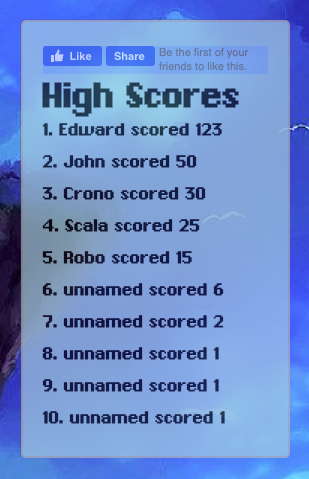 Like Share Be the first of your
friends to like this.
High Scores
1. Edward scored 123
2. John scored 50
3. Crono scored 30
4. Scala scored 25
5. Robo scored 15
6. unnamed scored 6
7. unnamed scored 2
8. unnamed scored 1
9. unnamed scored 1
10. unnamed scored 1